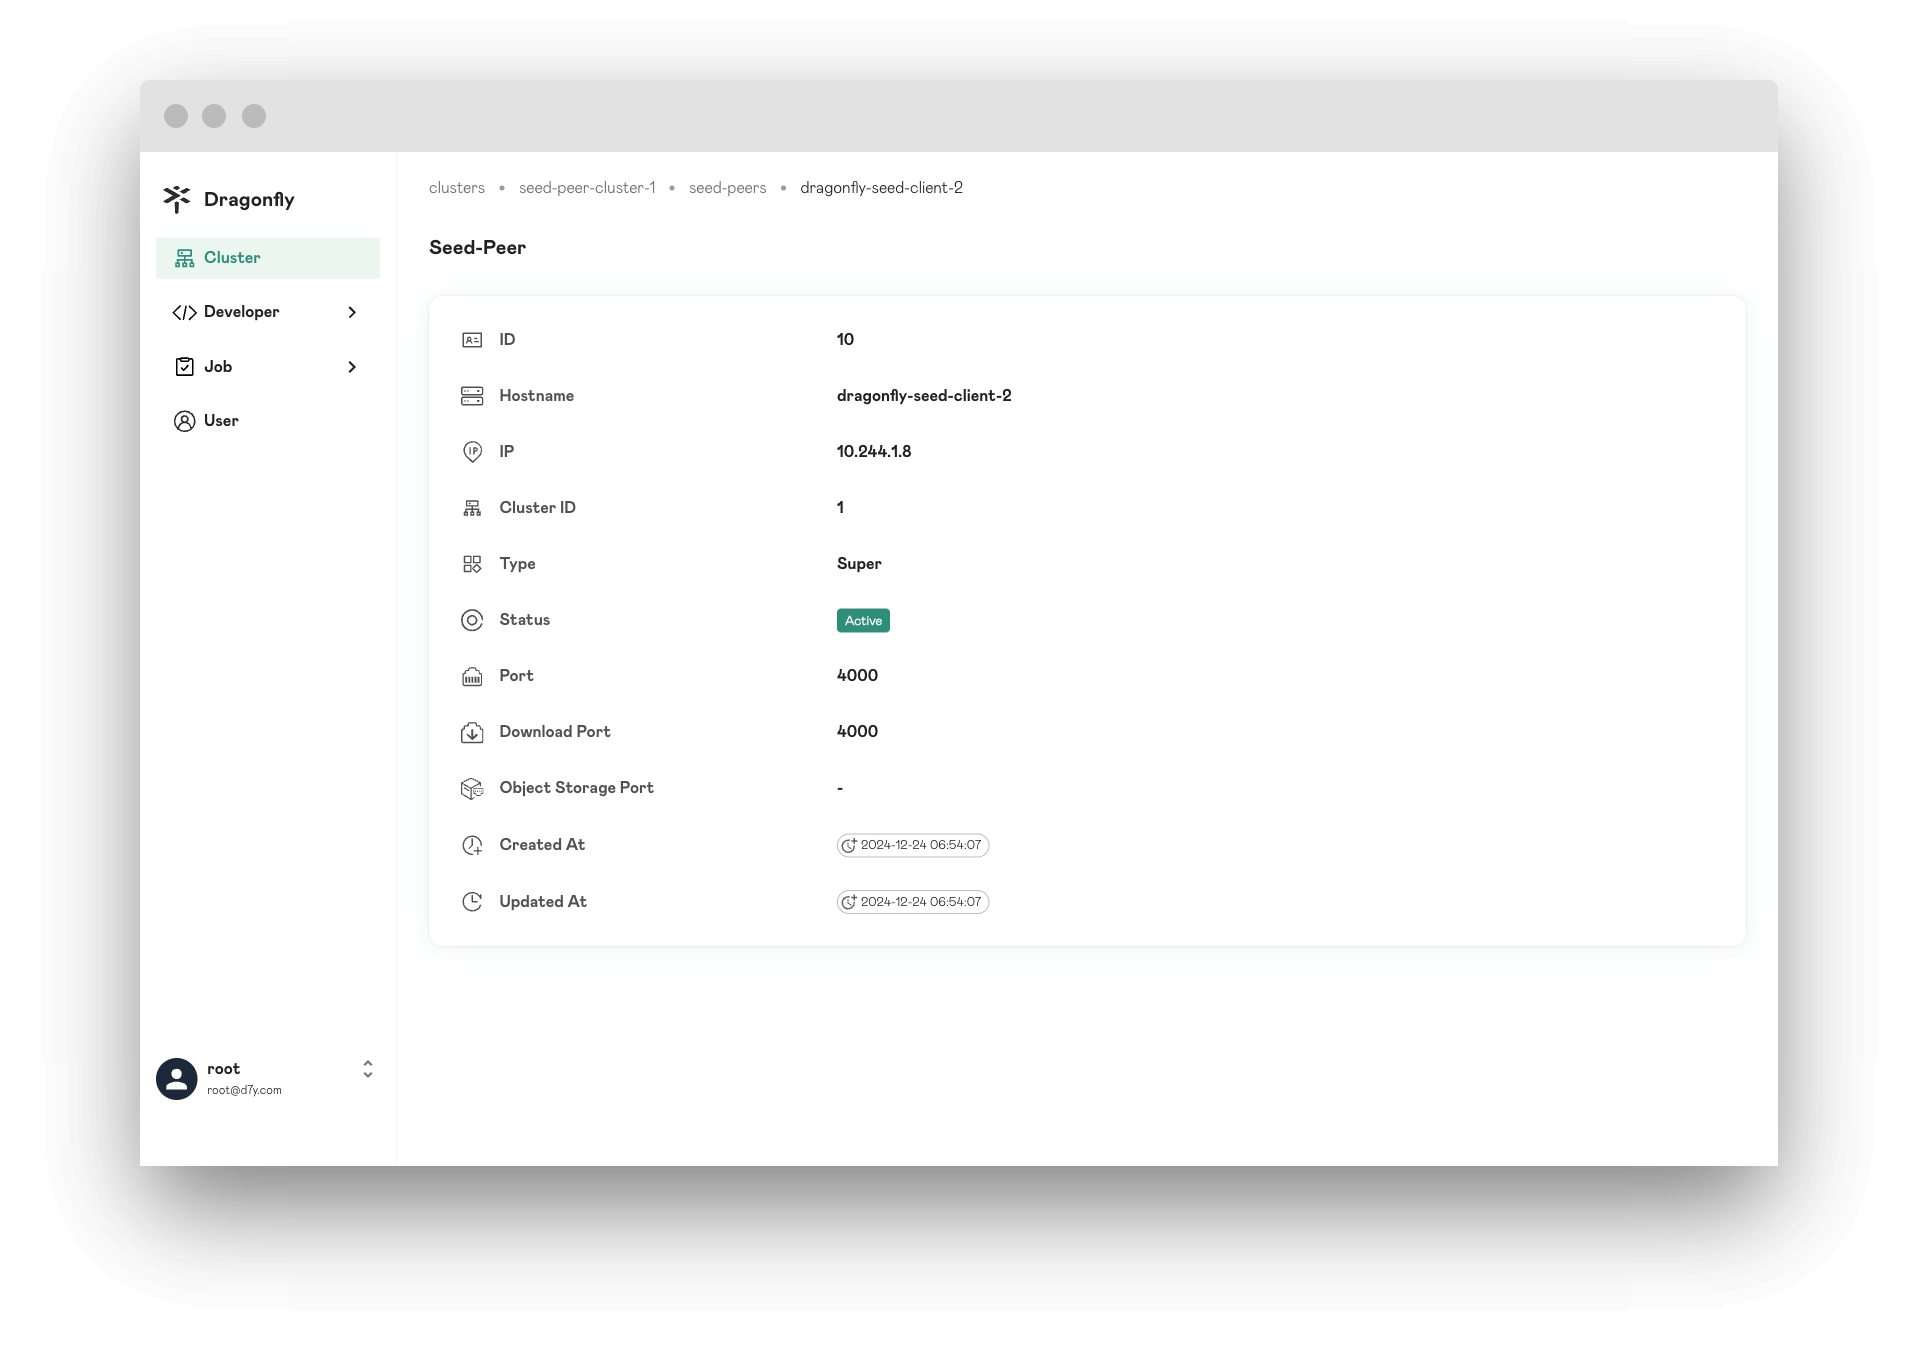 Dragonfly
Cluster
Developer
Job
User
root
root@d7y.com
clusters • seed-peer-cluster-1 • seed-peers • dragonfly-seed-client-2
Seed-Peer
ID 10
Hostname dragonfly-seed-client-2
IP 10.244.1.8
Cluster ID 1
Type Super
Status Active
Port 4000
Download Port 4000
Object Storage Port -
Created At 2024-12-24 06:54:07
Updated At 2024-12-24 06:54:07